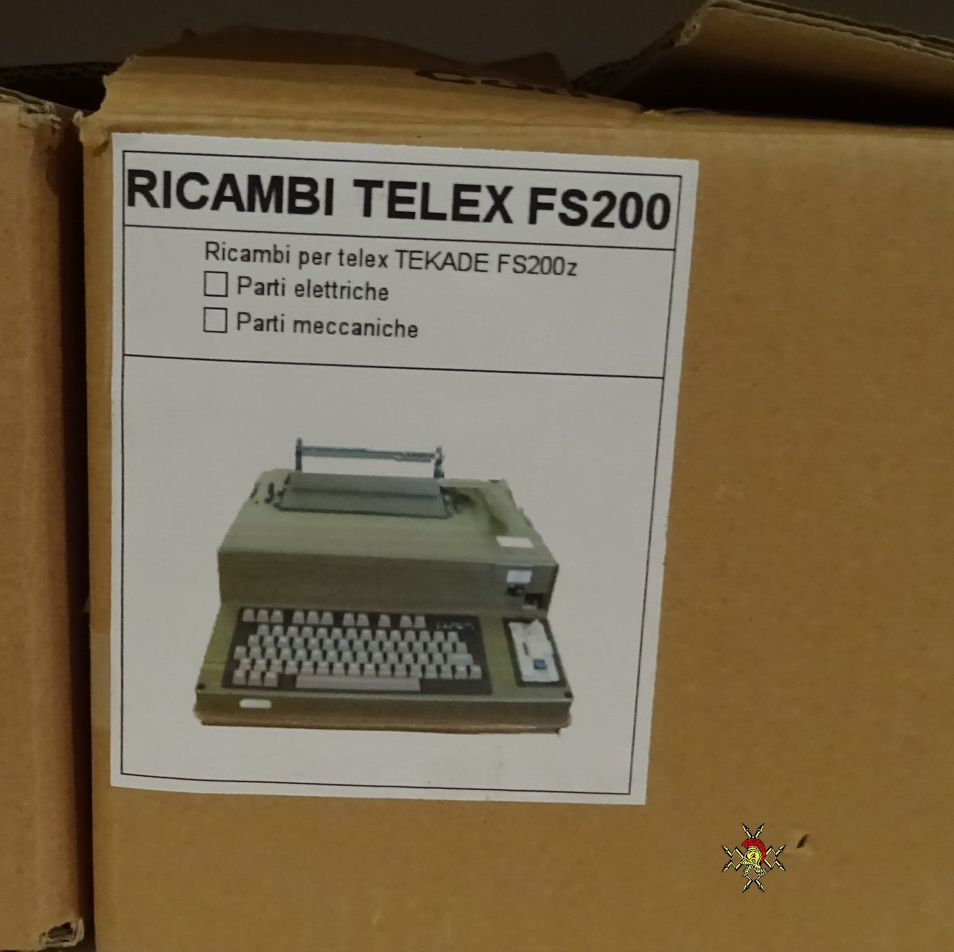 RICAMBI TELEX FS200
Ricambi per telex TEKADE FS200z
Parti elettriche
Parti meccaniche